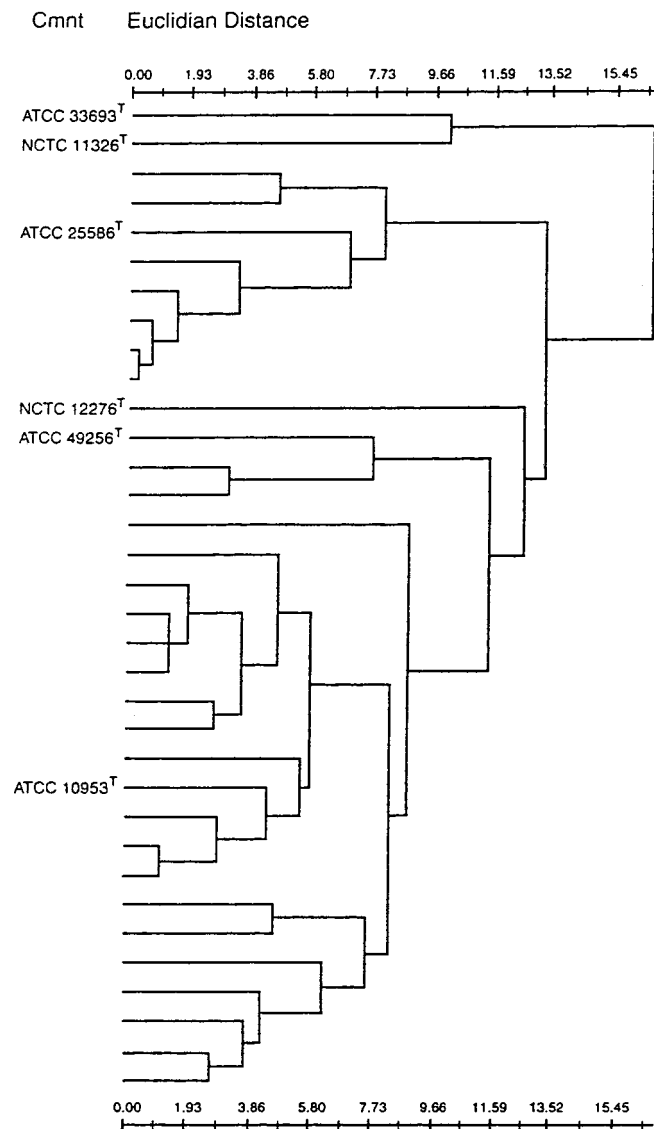 Cmnt Euclidian Distance
0.00 1.93 3.86 5.80 7.73 9.66 11.59 13.52 15.45
ATCC 33693T
NCTC 11326T
ATCC 25586T
NCTC 12276T
ATCC 49256T
ATCC 10953T
0.00 1.93 3.86 5.80 7.73 9.66 11.59 13.52 15.45